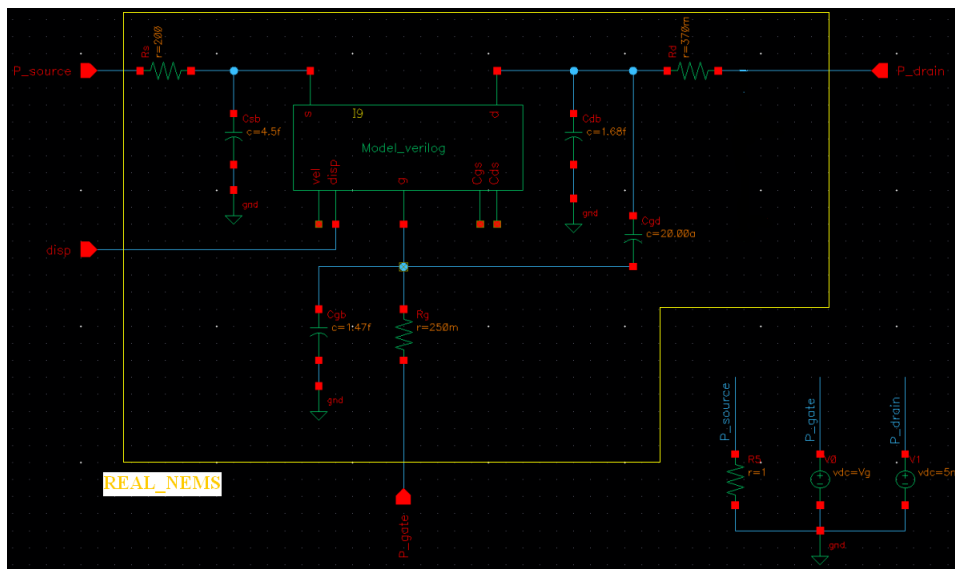 Rs
r=200
Rd
r=370m
P_source
P_drain
s
I9
d
Csb
c=4.5f
Cdb
c=1.68f
Model_verilog
vel
disp
g
Cgs
Cds
gnd
gnd
Cgd
c=20.00a
disp
Cgb
c=1.47f
Rg
r=250m
gnd
P_source
P_gate
P_drain
R5
r=1
V0
vdc=Vg
V1
REAL_NEMS
P_gate
gnd